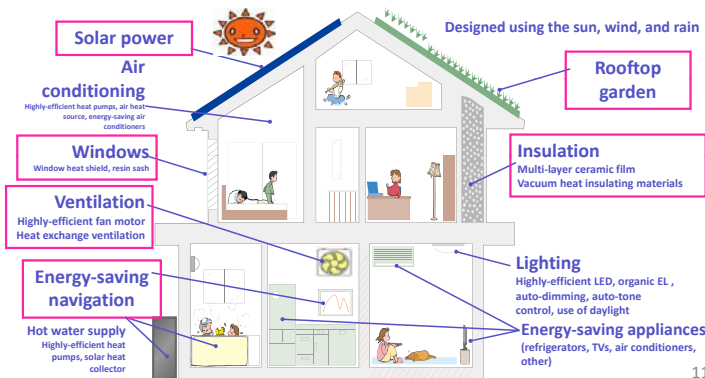 Designed using the sun, wind, and rain
Solar power
Air
conditioning
Highly-efficient heat pumps, air heat
source, energy-saving air
conditioners
Rooftop
garden
Windows
Window heat shield, resin sash
Insulation
Multi-layer ceramic film
Vacuum heat insulating materials
Ventilation
Highly-efficient fan motor
Heat exchange ventilation
Energy-saving
navigation
Lighting
Highly-efficient LED, organic EL ,
auto-dimming, auto-tone
control, use of daylight
Hot water supply
Highly-efficient heat
pumps, solar heat
collector
Energy-saving appliances
(refrigerators, TVs, air conditioners,
other)
11